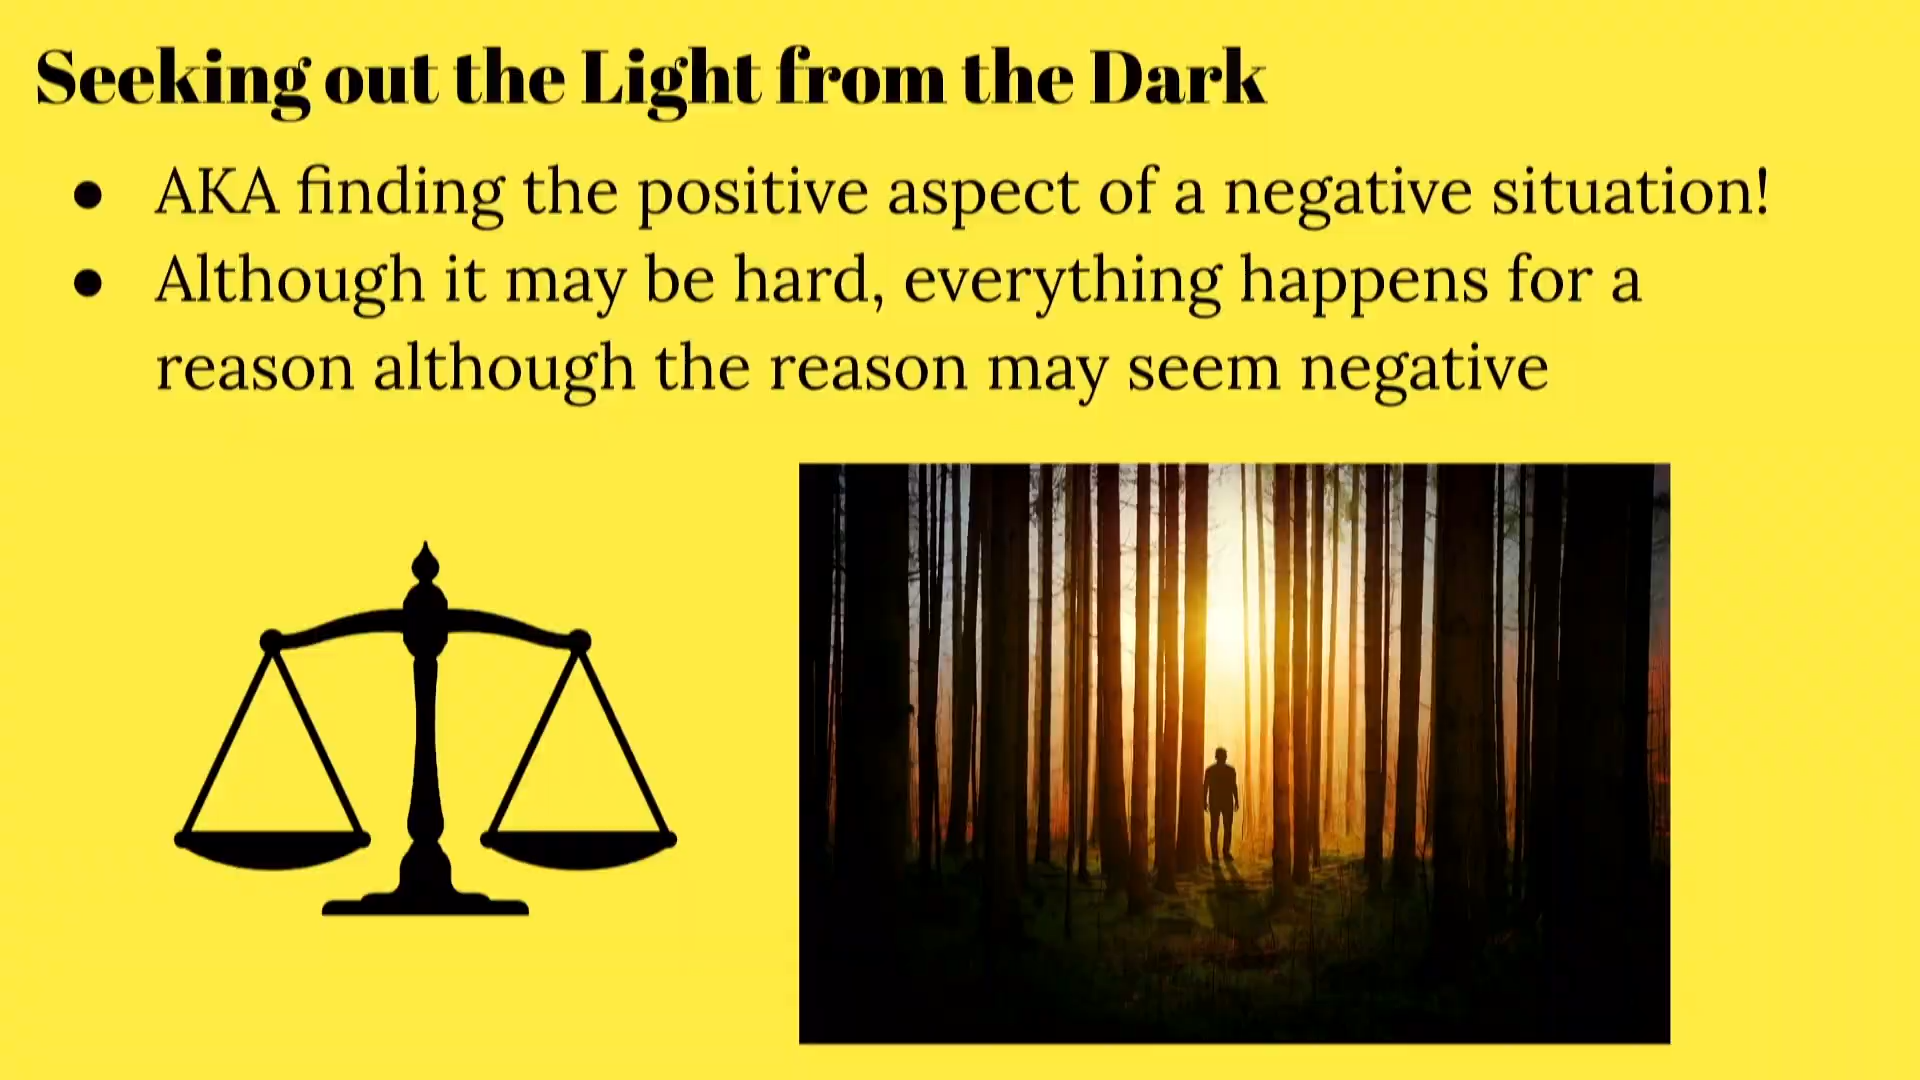 Seeking out the Light from the Dark
● AKA finding the positive aspect of a negative situation!
● Although it may be hard, everything happens for a
reason although the reason may seem negative